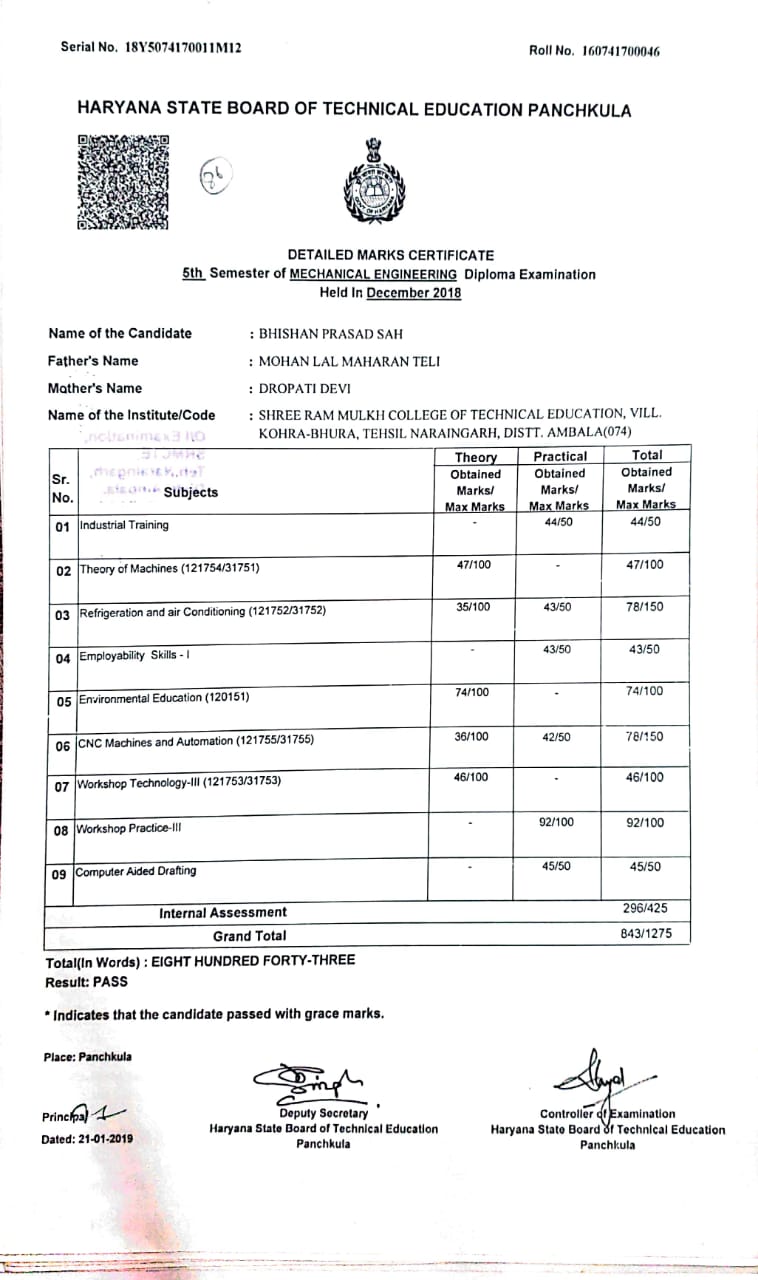 Serial No. 18Y5074170011M12
Roll No. 160741700046
HARYANA STATE BOARD OF TECHNICAL EDUCATION PANCHKULA
86
DETAILED MARKS CERTIFICATE
5th Semester of MECHANICAL ENGINEERING Diploma Examination
Held In December 2018
Name of the Candidate : BHISHAN PRASAD SAH
Father's Name : MOHAN LAL MAHARAN TELI
Mother's Name : DROPATI DEVI
Name of the Institute/Code : SHREE RAM MULKH COLLEGE OF TECHNICAL EDUCATION, VILL.
KOHRA-BHURA, TEHSIL NARAINGARH, DISTT. AMBALA(074)
Sr. No. Subjects Theory Obtained Marks/ Max Marks Practical Obtained Marks/ Max Marks Total Obtained Marks/ Max Marks
01 Industrial Training - 44/50 44/50
02 Theory of Machines (121754/31751) 47/100 - 47/100
03 Refrigeration and air Conditioning (121752/31752) 35/100 43/50 78/150
04 Employability Skills - I - 43/50 43/50
05 Environmental Education (120151) 74/100 - 74/100
06 CNC Machines and Automation (121755/31755) 36/100 42/50 78/150
07 Workshop Technology-III (121753/31753) 46/100 - 46/100
08 Workshop Practice-III - 92/100 92/100
09 Computer Aided Drafting - 45/50 45/50
Internal Assessment 296/425
Grand Total 843/1275
Total(In Words) : EIGHT HUNDRED FORTY-THREE
Result: PASS
* Indicates that the candidate passed with grace marks.
Place: Panchkula
Principal
Dated: 21-01-2019
Deputy Secretary
Haryana State Board of Technical Education
Panchkula
Controller of Examination
Haryana State Board of Technical Education
Panchkula